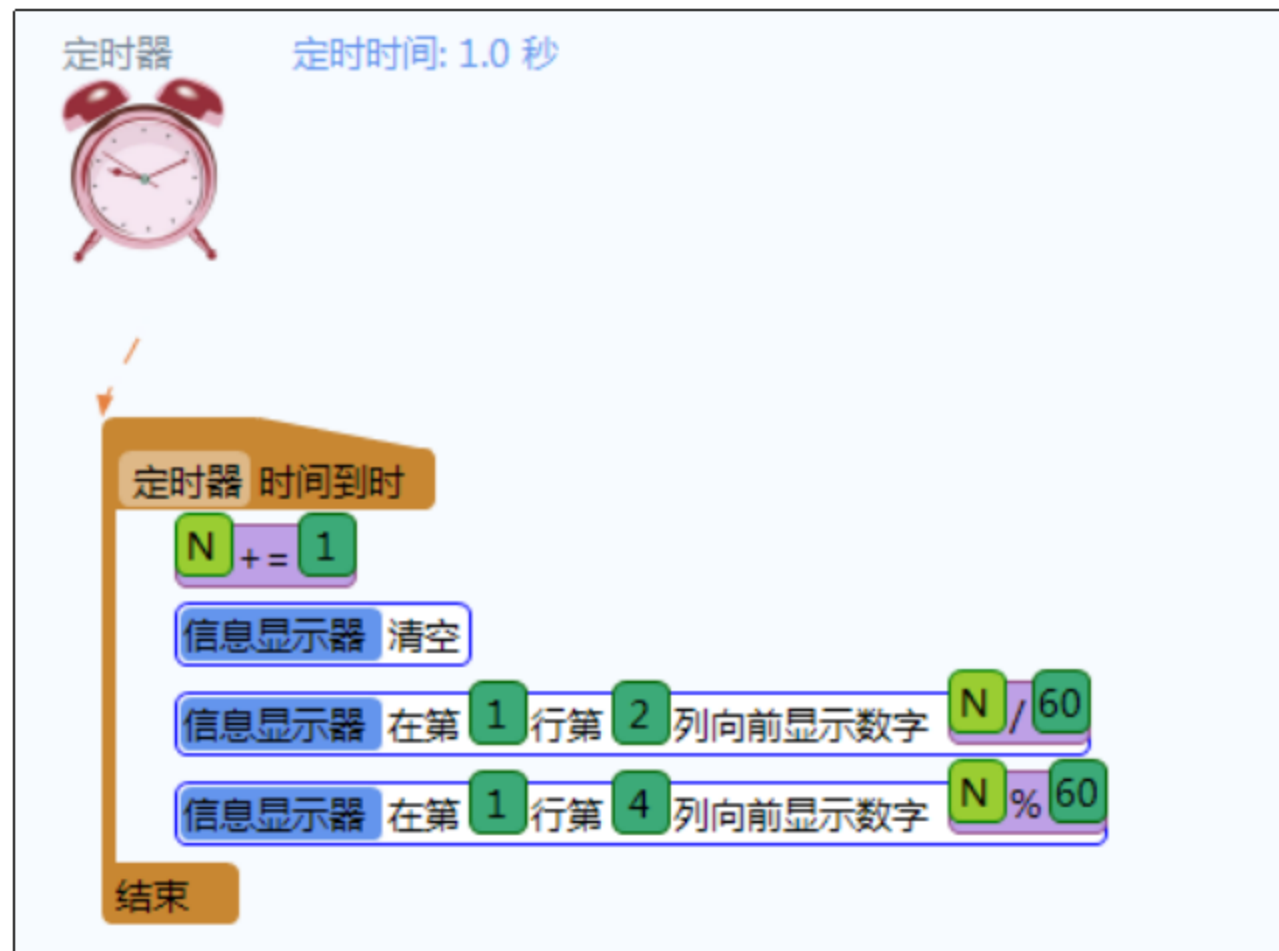 定时器 定时时间: 1.0 秒
定时器 时间到时
N += 1
信息显示器 清空
信息显示器 在第 1 行第 2 列向前显示数字 N / 60
信息显示器 在第 1 行第 4 列向前显示数字 N % 60
结束